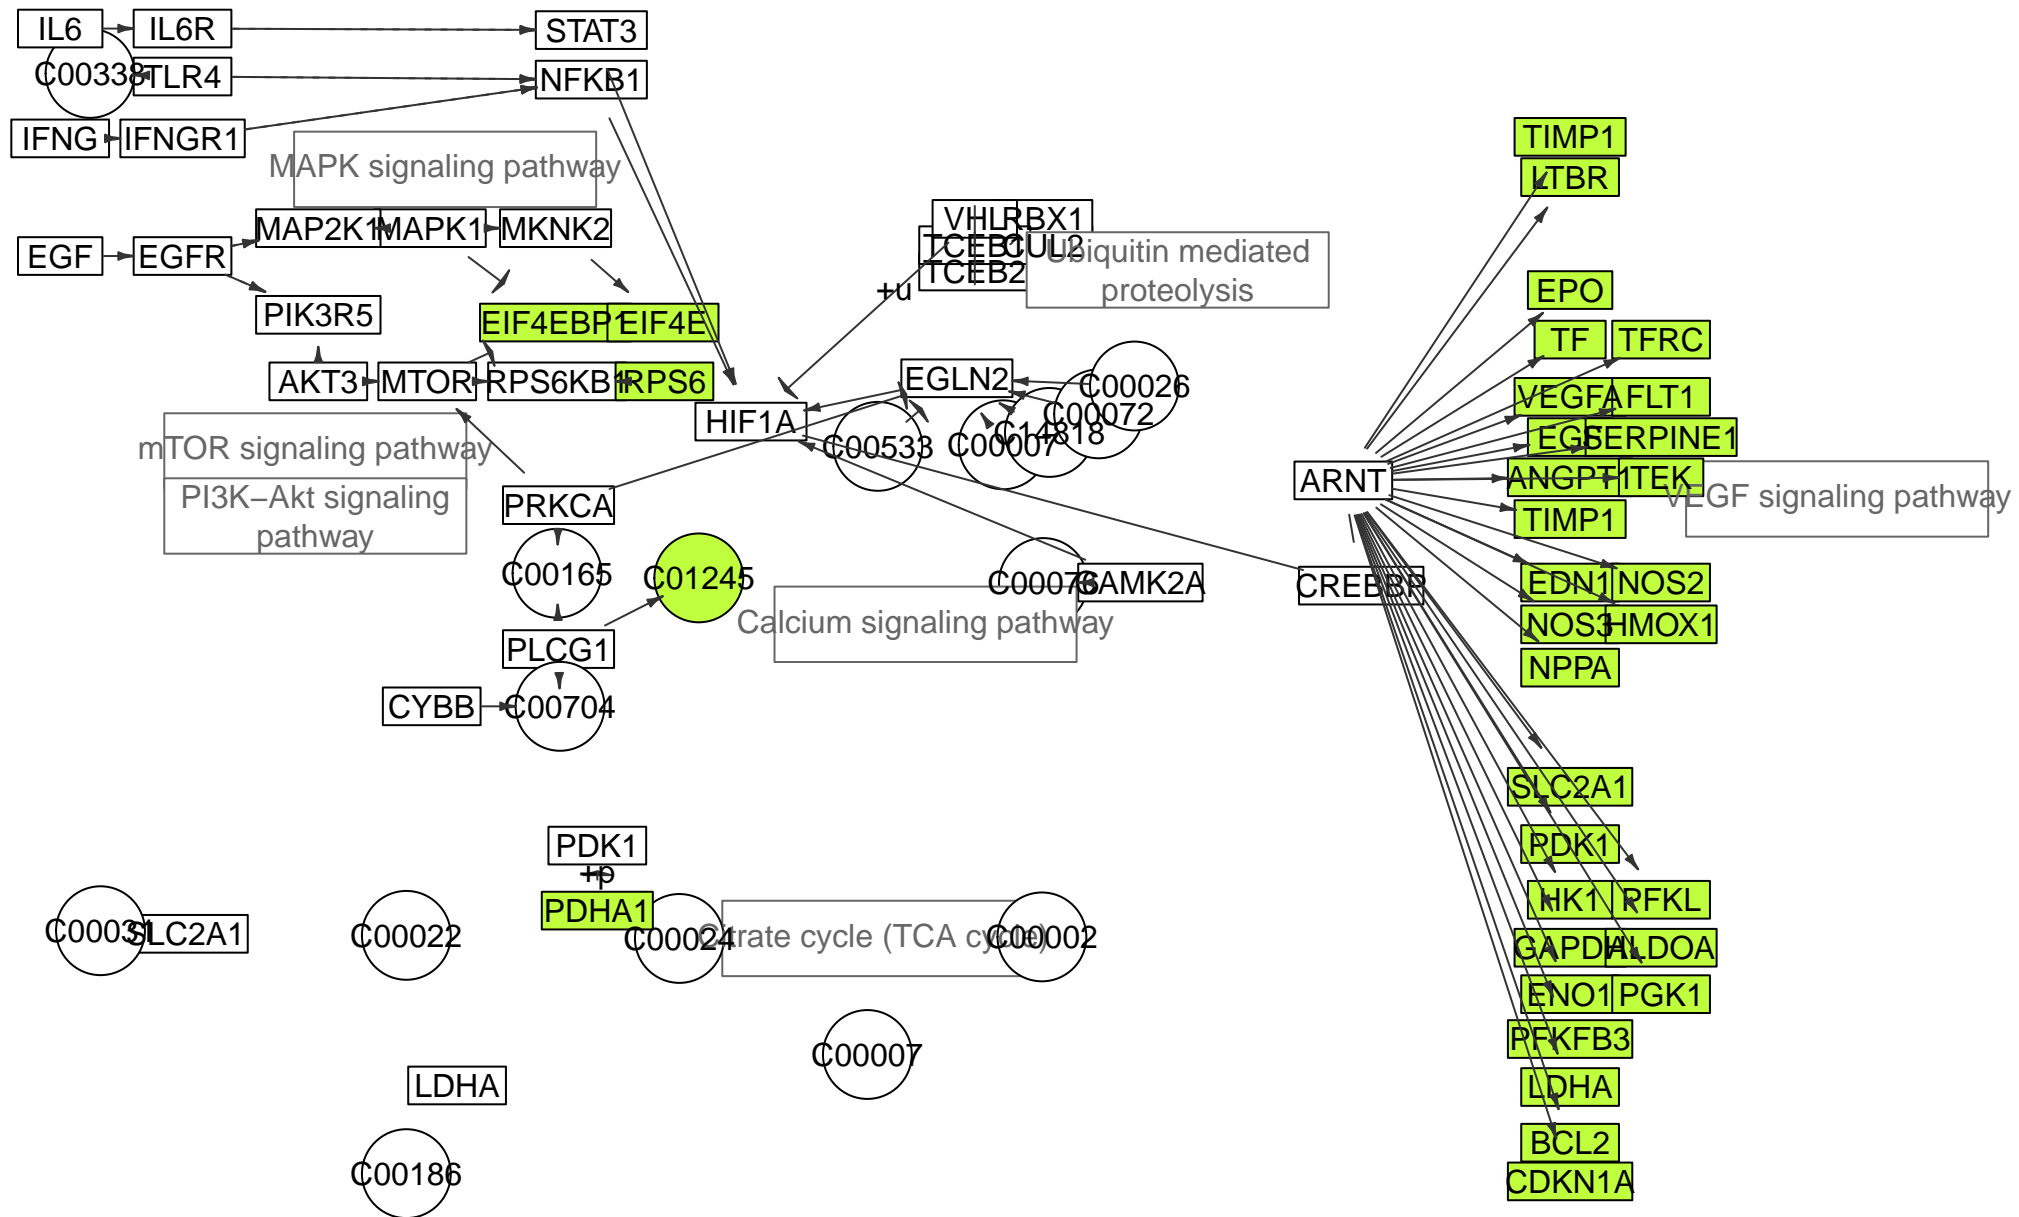 IL6
IL6R
STAT3
C00338
TLR4
NFKB1
IFNG
IFNGR1
MAPK signaling pathway
TIMP1
LTBR
MAP2K1
MAPK1
MKNK2
VHL
RBX1
TCEB1
CUL2
TCEB2
Ubiquitin mediated
proteolysis
+u
EGF
EGFR
PIK3R5
EIF4EBP1
EIF4E
EPO
TF
TFRC
AKT3
MTOR
RPS6KB1
RPS6
EGLN2
C00026
C00072
C14818
C00007
C00533
HIF1A
VEGFA
FLT1
EGF
SERPINE1
mTOR signaling pathway
PI3K–Akt signaling
pathway
PRKCA
ARNT
ANGPT1
TEK
VEGF signaling pathway
TIMP1
C00165
C01245
C00076
CAMK2A
CREBBP
EDN1
NOS2
Calcium signaling pathway
NOS3
HMOX1
PLCG1
NPPA
CYBB
C00704
SLC2A1
PDK1
+p
PDK1
PDHA1
HK1
PFKL
C00031
SLC2A1
C00022
C00024
Citrate cycle (TCA cycle)
C00002
GAPDH
ALDOA
ENO1
PGK1
PFKFB3
C00007
LDHA
LDHA
BCL2
C00186
CDKN1A